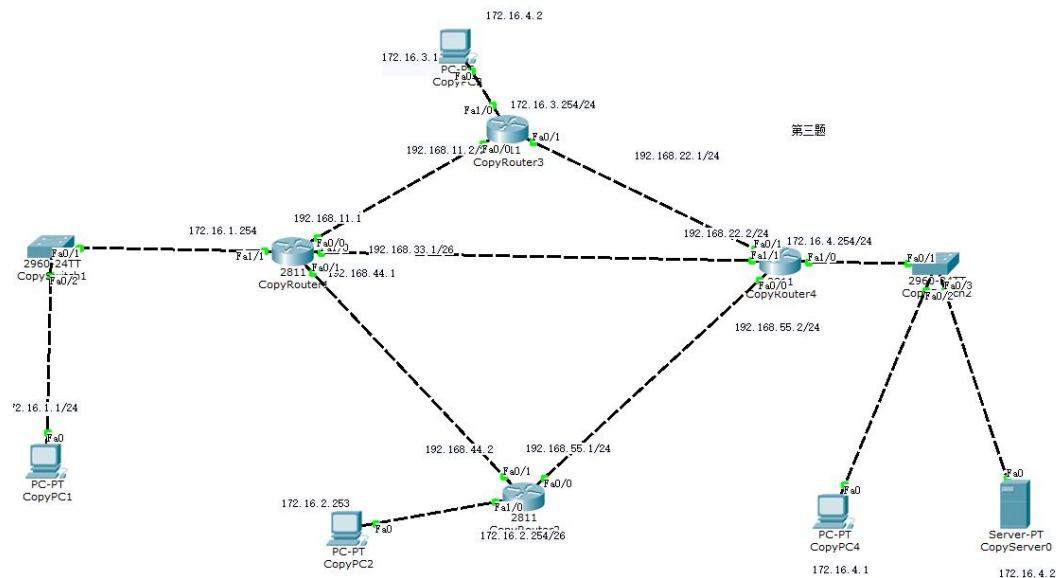 172.16.4.2
172.16.3.1
PC-PT
Fa0
Fa1/0
172.16.3.254/24
Fa0/0
Fa0/1
CopyRouter3
第三题
192.168.11.2/
192.168.22.1/24
192.168.11.1
172.16.1.254
Fa0/1
2960-24TT
Fa0/2
Fa1/1
Fa0/0
Fa1/0
2811
Fa0/1
192.168.33.1/26
192.168.44.1
192.168.22.2/24
Fa0/1
172.16.4.254/24
Fa1/1
Fa1/0
Fa0/0
CopyRouter4
Fa0/1
Fa0/3
Fa0/2
192.168.55.2/24
72.16.1.1/24
Fa0
PC-PT
CopyPC1
192.168.44.2
192.168.55.1/24
Fa0/1
Fa0/0
Fa1/0
2811
172.16.2.253
172.16.2.254/26
Fa0
PC-PT
CopyPC2
Fa0
PC-PT
CopyPC4
172.16.4.1
Fa0
Server-PT
CopyServer0
172.16.4.2